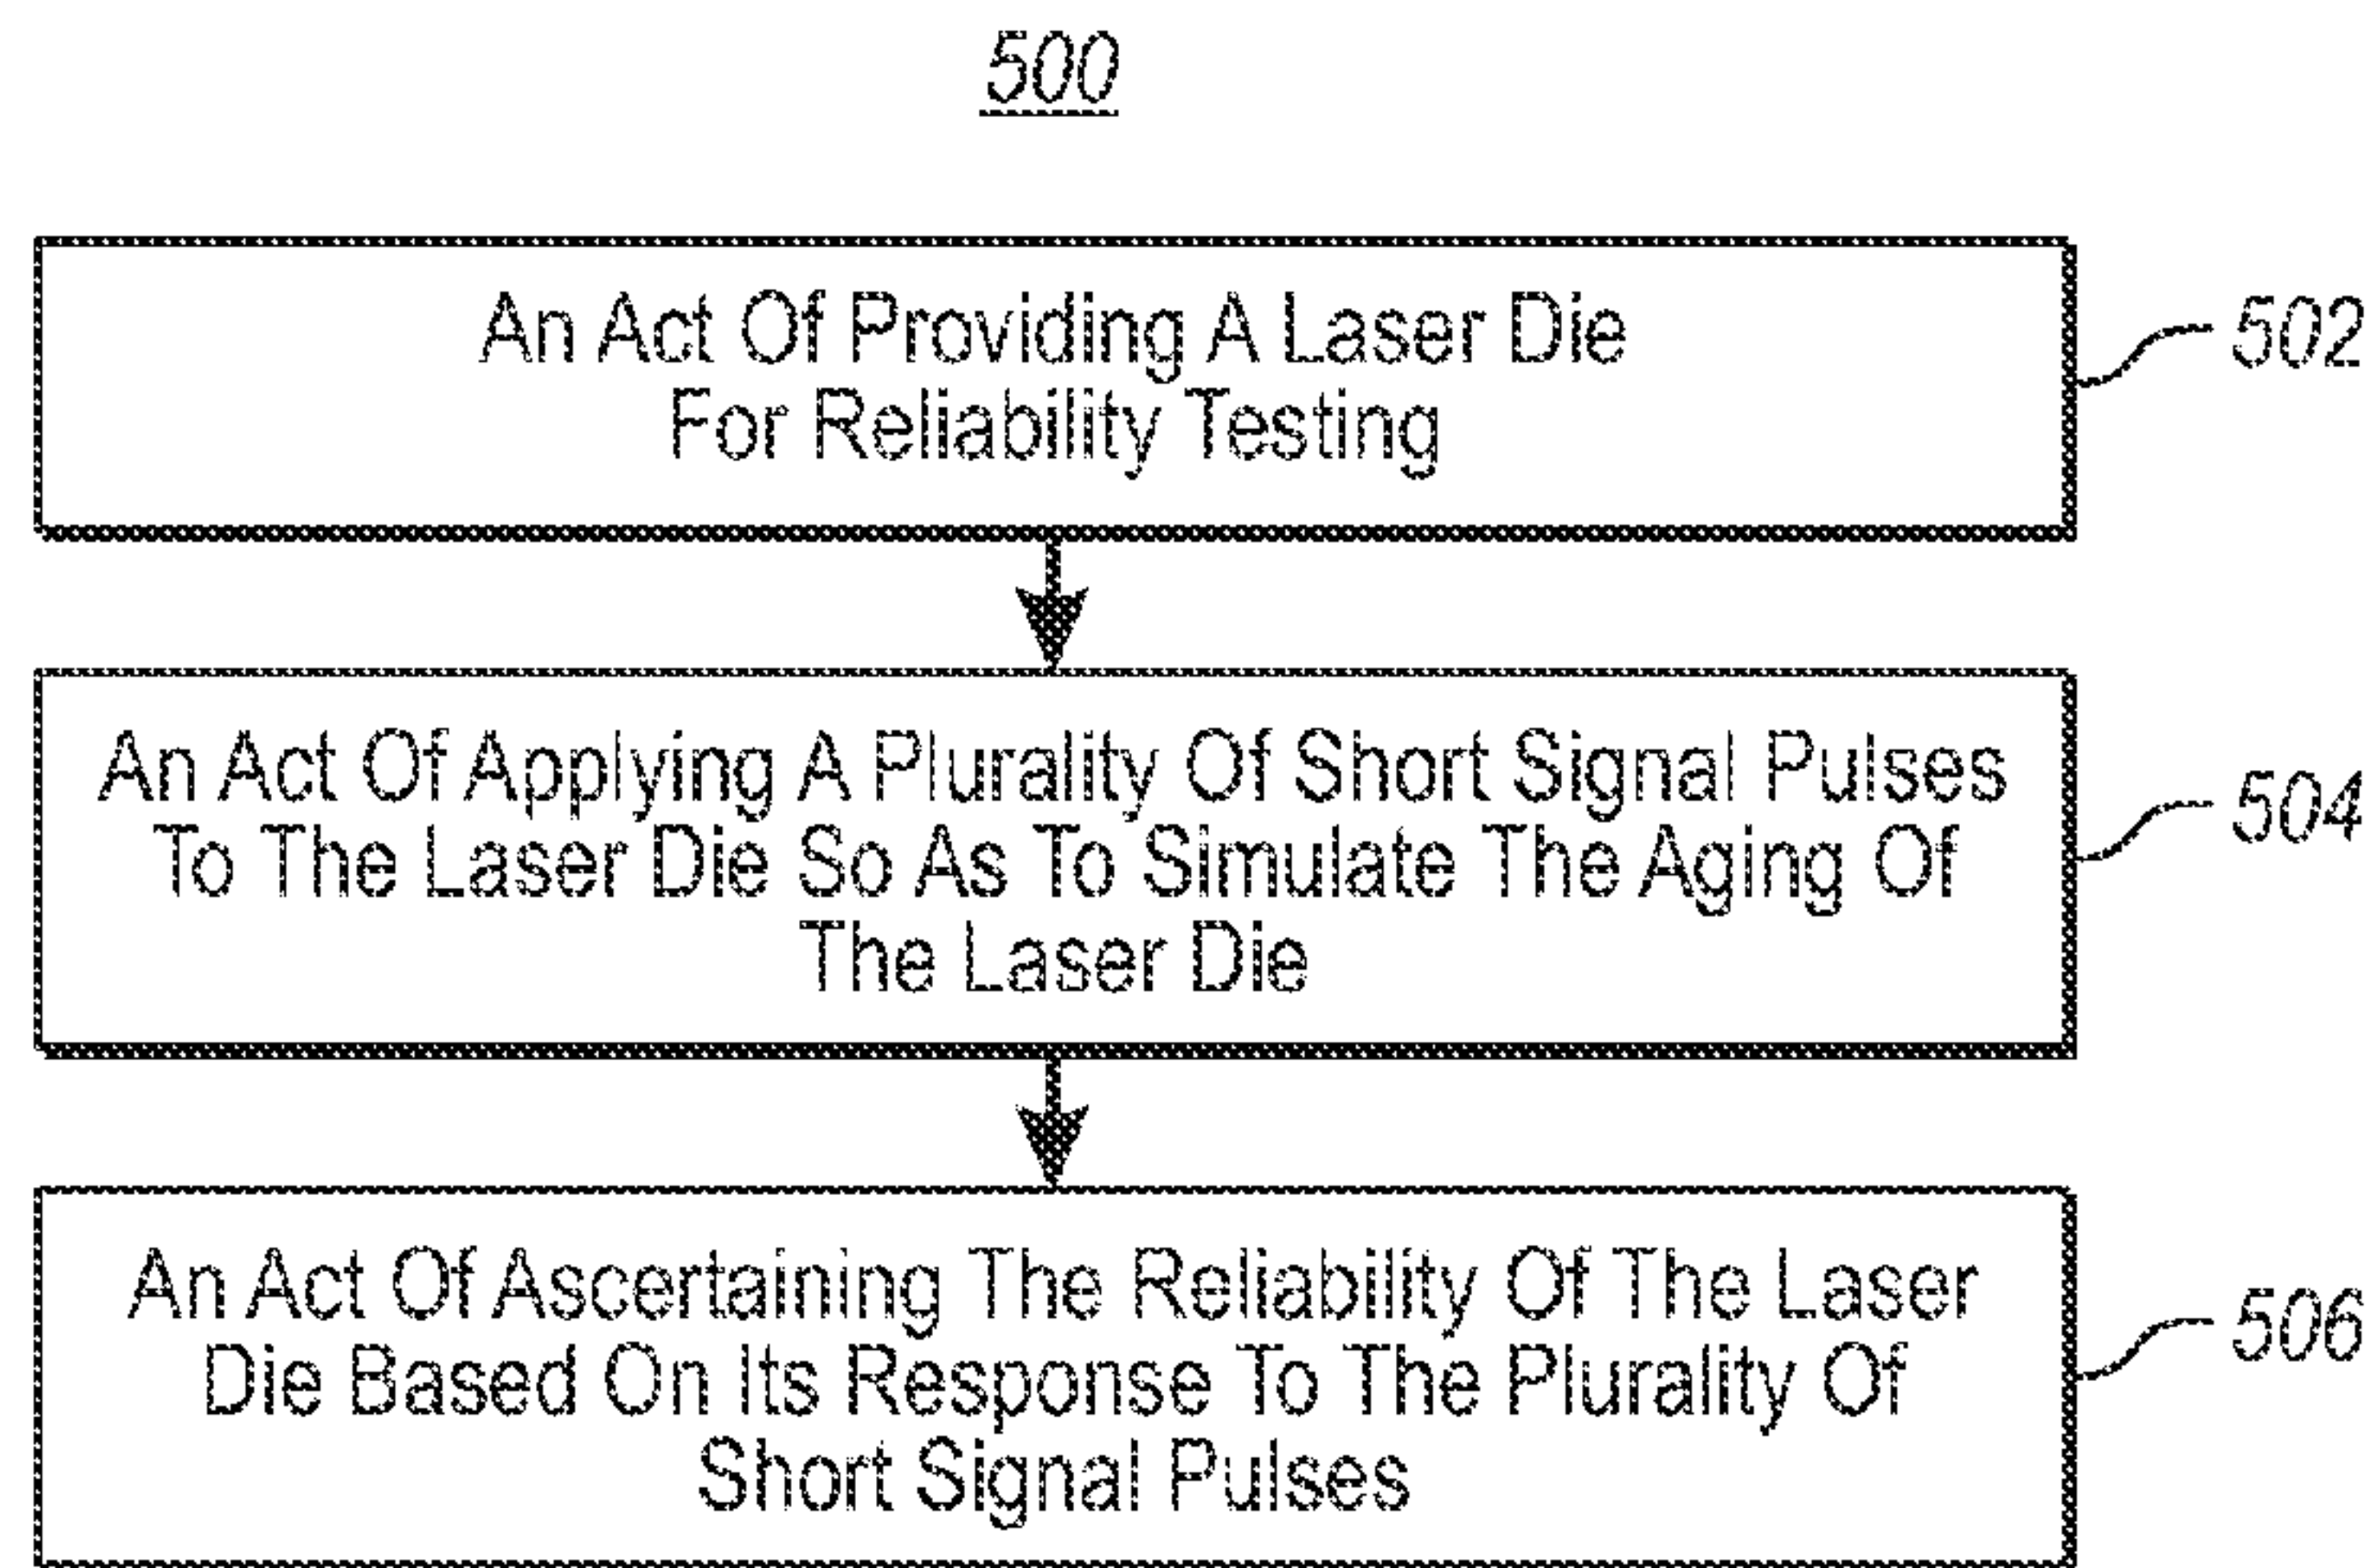 500
An Act Of Providing A Laser Die
For Reliability Testing
502
An Act Of Applying A Plurality Of Short Signal Pulses
To The Laser Die So As To Simulate The Aging Of
The Laser Die
504
An Act Of Ascertaining The Reliability Of The Laser
Die Based On Its Response To The Plurality Of
Short Signal Pulses
506